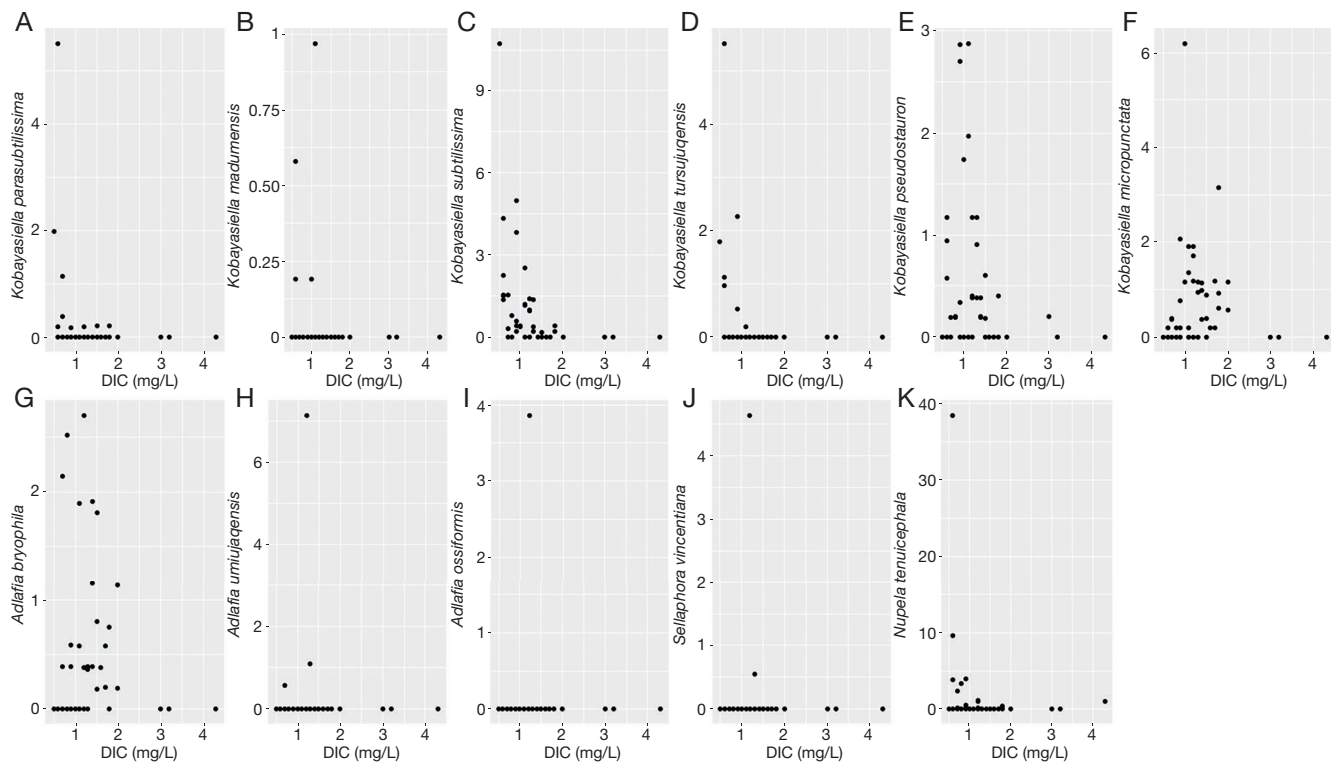 A
B
C
D
E
F
Kobayasiella parasubtilissima
4
2
0
1
2
3
4
DIC (mg/L)
Kobayasiella madumensis
1
0.75
0.50
0.25
0
1
2
3
4
DIC (mg/L)
Kobayasiella subtilissima
9
6
3
0
1
2
3
4
DIC (mg/L)
Kobayasiella tursujuqensis
4
2
0
1
2
3
4
DIC (mg/L)
Kobayasiella pseudostauron
3
2
1
0
1
2
3
4
DIC (mg/L)
Kobayasiella micropunctata
6
4
2
0
1
2
3
4
DIC (mg/L)
G
H
I
J
K
Adlafia bryophila
2
1
0
1
2
3
4
DIC (mg/L)
Adlafia umiujaqensis
6
4
2
0
1
2
3
4
DIC (mg/L)
Adlafia ossiformis
4
3
2
1
0
1
2
3
4
DIC (mg/L)
Sellaphora vincentiana
4
3
2
1
0
1
2
3
4
DIC (mg/L)
Nupela tenuicephala
40
30
20
10
0
1
2
3
4
DIC (mg/L)